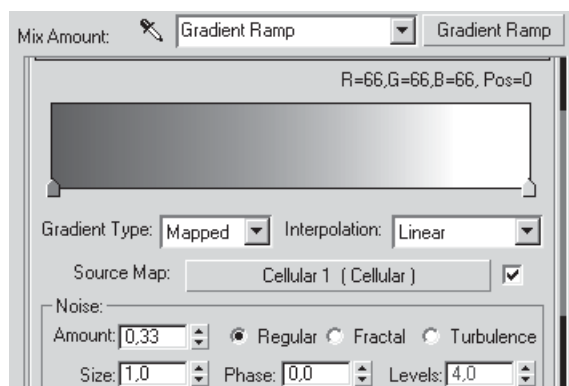 Mix Amount: Gradient Ramp Gradient Ramp
R=66,G=66,B=66, Pos=0
Gradient Type: Mapped Interpolation: Linear
Source Map: Cellular 1 ( Cellular )
Noise:
Amount: 0,33 Regular Fractal Turbulence
Size: 1,0 Phase: 0,0 Levels: 4,0